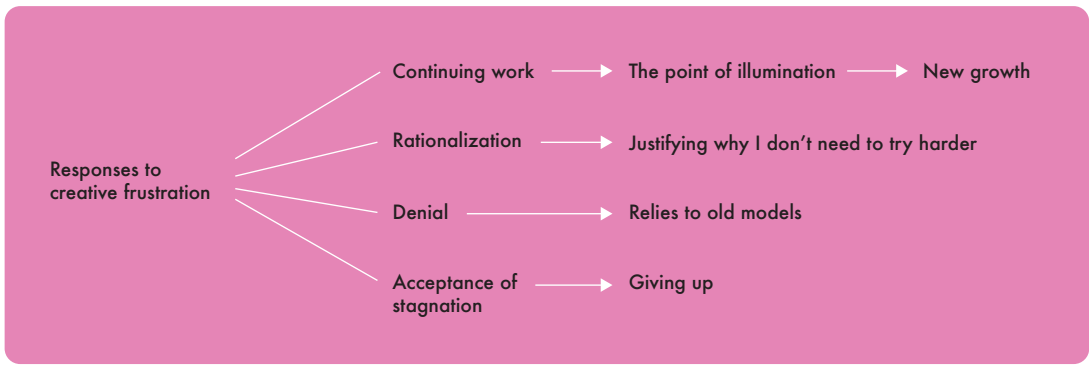 Responses to
creative frustration
Continuing work
The point of illumination
New growth
Rationalization
Justifying why I don't need to try harder
Denial
Relies to old models
Acceptance of
stagnation
Giving up